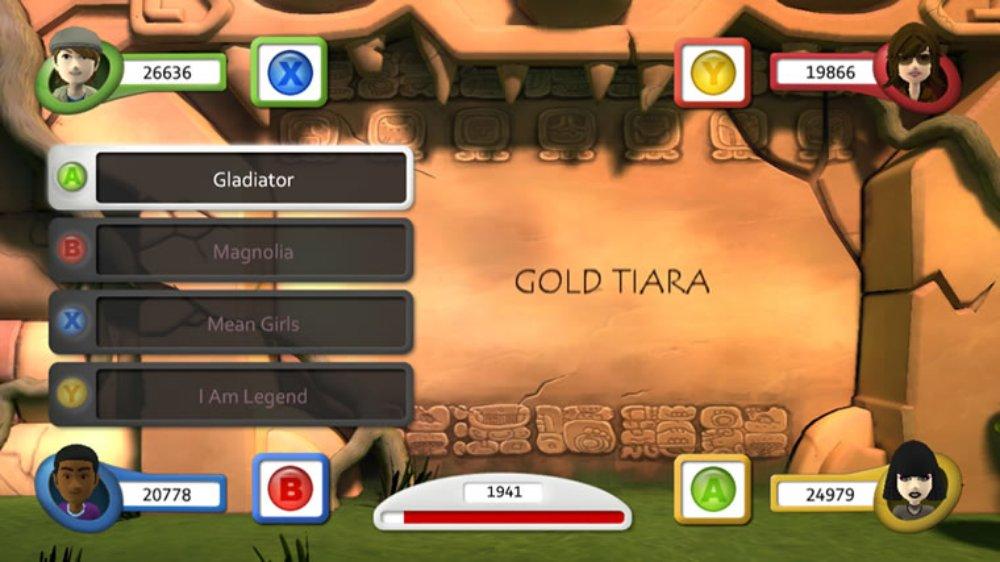 26636
X
Y
19866
A
Gladiator
B
Magnolia
X
Mean Girls
Y
I Am Legend
GOLD TIARA
20778
B
1941
A
24979